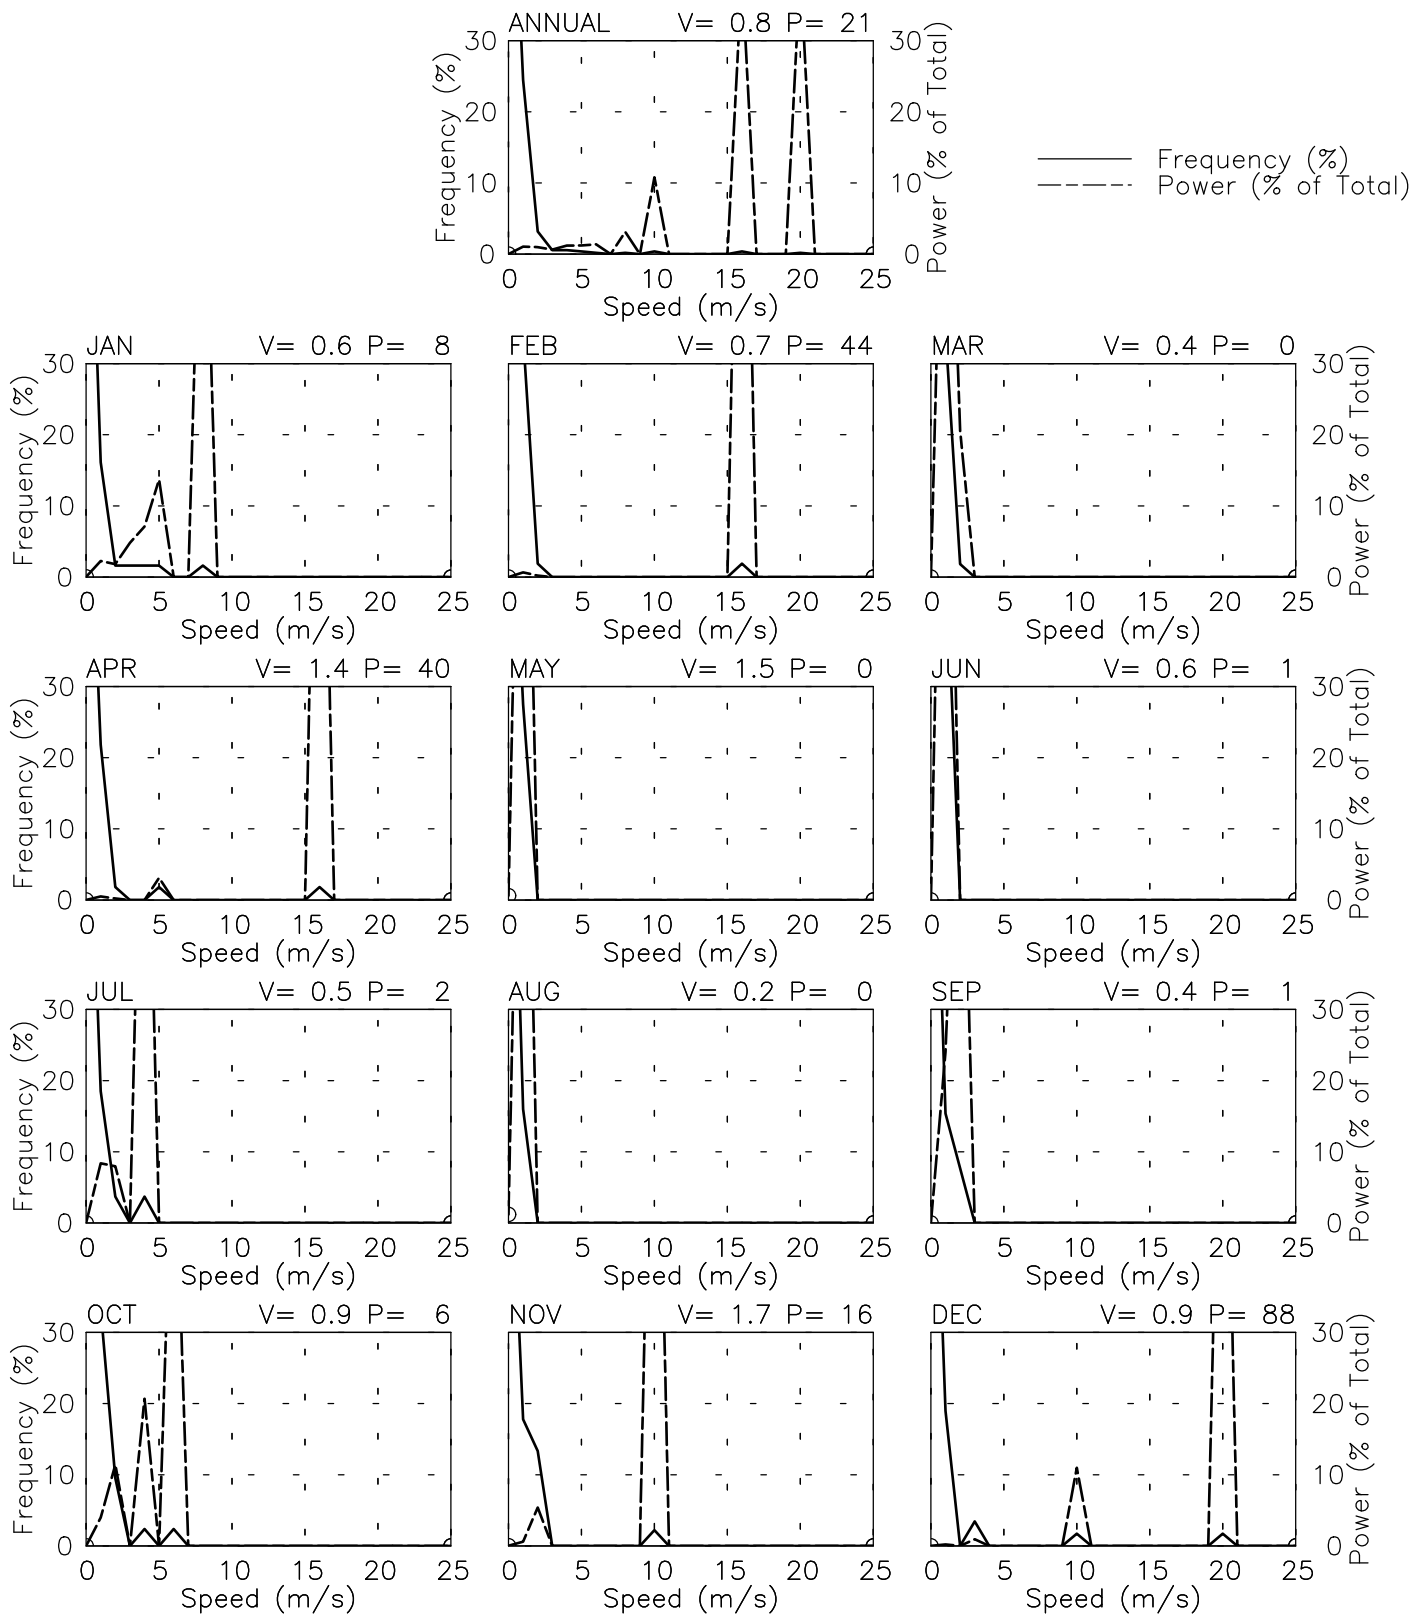 ANNUAL V= 0.8 P= 21
30 30
20 20
10 10
0 0
Frequency (%)
Power (% of Total)
0 5 10 15 20 25
Speed (m/s)
Frequency (%)
Power (% of Total)
JAN V= 0.6 P= 8
30
20
10
0
Frequency (%)
0 5 10 15 20 25
Speed (m/s)
FEB V= 0.7 P= 44
0 5 10 15 20 25
Speed (m/s)
MAR V= 0.4 P= 0
30
20
10
0
Power (% of Total)
0 5 10 15 20 25
Speed (m/s)
APR V= 1.4 P= 40
30
20
10
0
Frequency (%)
0 5 10 15 20 25
Speed (m/s)
MAY V= 1.5 P= 0
0 5 10 15 20 25
Speed (m/s)
JUN V= 0.6 P= 1
30
20
10
0
Power (% of Total)
0 5 10 15 20 25
Speed (m/s)
JUL V= 0.5 P= 2
30
20
10
0
Frequency (%)
0 5 10 15 20 25
Speed (m/s)
AUG V= 0.2 P= 0
0 5 10 15 20 25
Speed (m/s)
SEP V= 0.4 P= 1
30
20
10
0
Power (% of Total)
0 5 10 15 20 25
Speed (m/s)
OCT V= 0.9 P= 6
30
20
10
0
Frequency (%)
0 5 10 15 20 25
Speed (m/s)
NOV V= 1.7 P= 16
0 5 10 15 20 25
Speed (m/s)
DEC V= 0.9 P= 88
30
20
10
0
Power (% of Total)
0 5 10 15 20 25
Speed (m/s)